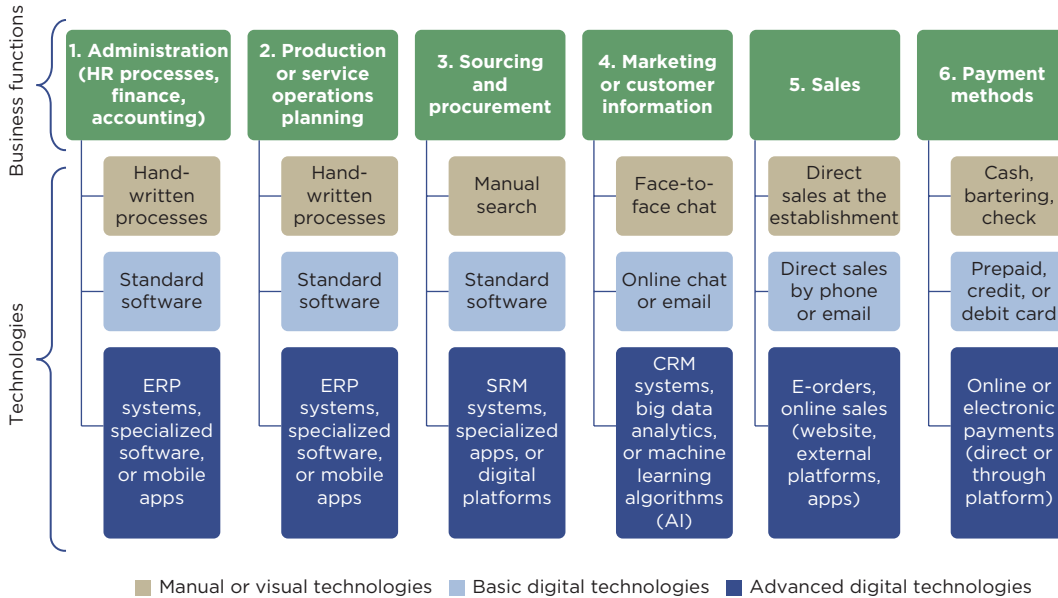 Business functions
1. Administration
(HR processes,
finance,
accounting)
2. Production
or service
operations
planning
3. Sourcing
and
procurement
4. Marketing
or customer
information
5. Sales
6. Payment
methods
Technologies
Hand-
written
processes
Hand-
written
processes
Manual
search
Face-to-
face chat
Direct
sales at the
establishment
Cash,
bartering,
check
Standard
software
Standard
software
Standard
software
Online chat
or email
Direct sales
by phone
or email
Prepaid,
credit, or
debit card
ERP
systems,
specialized
software,
or mobile
apps
ERP
systems,
specialized
software,
or mobile
apps
SRM
systems,
specialized
apps, or
digital
platforms
CRM
systems,
big data
analytics,
or machine
learning
algorithms
(AI)
E-orders,
online sales
(website,
external
platforms,
apps)
Online or
electronic
payments
(direct or
through
platform)
Manual or visual technologies
Basic digital technologies
Advanced digital technologies